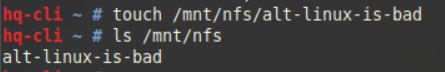 hq-cli ~ # touch /mnt/nfs/alt-linux-is-bad
hq-cli ~ # ls /mnt/nfs
alt-linux-is-bad